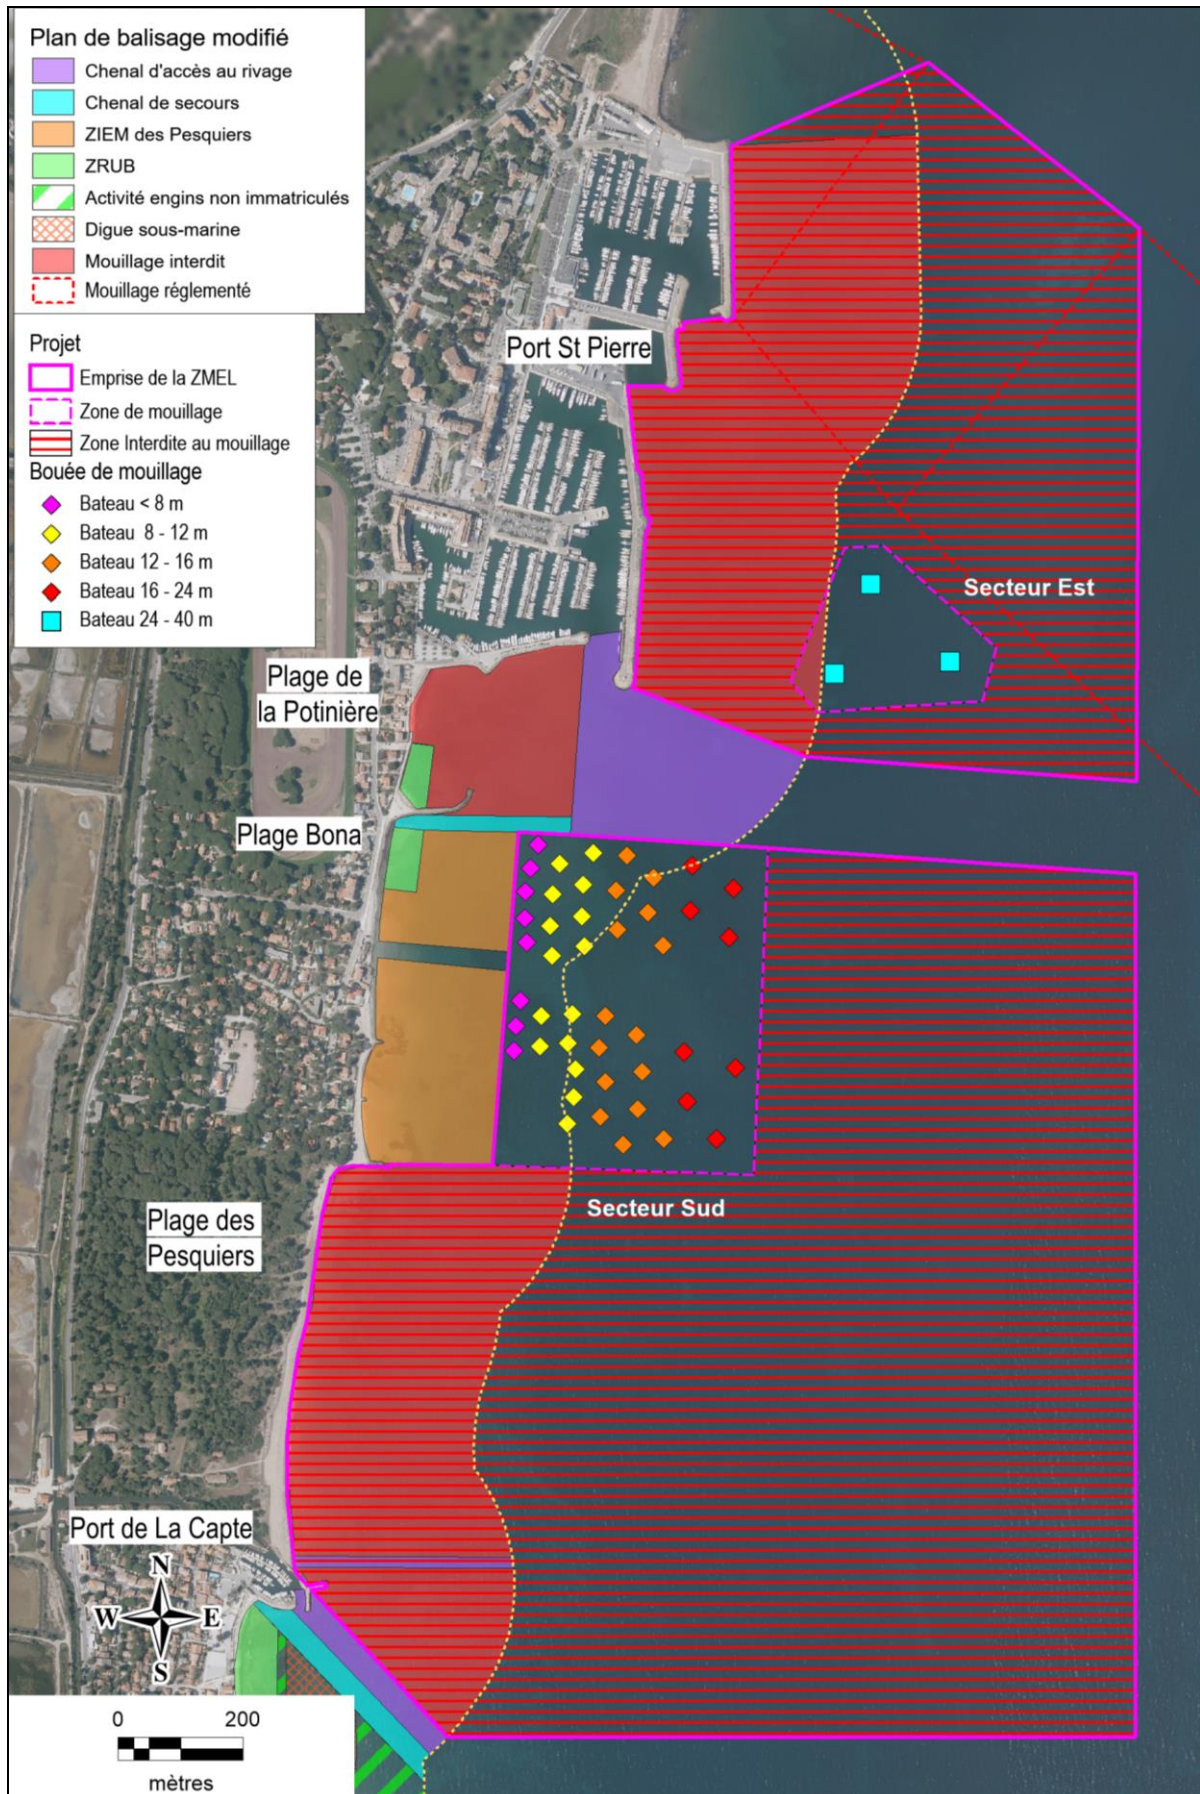 Plan de balisage modifié
Chenal d'accès au rivage
Chenal de secours
ZIEM des Pesquiers
ZRUB
Activité engins non immatriculés
Digue sous-marine
Mouillage interdit
Mouillage réglementé
Projet
Emprise de la ZMEL
Zone de mouillage
Zone Interdite au mouillage
Bouée de mouillage
Bateau < 8 m
Bateau 8 - 12 m
Bateau 12 - 16 m
Bateau 16 - 24 m
Bateau 24 - 40 m
Port St Pierre
Secteur Est
Plage de
la Potinière
Plage Bona
Secteur Sud
Plage des
Pesquiers
Port de La Capte
N
W E
S
0 200
mètres